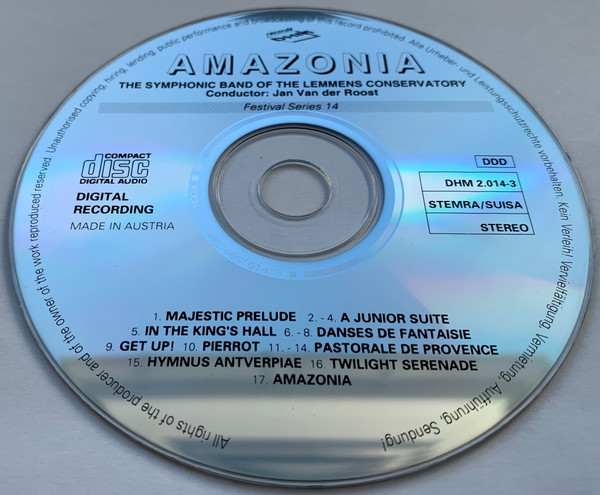 records
AMAZONIA
THE SYMPHONIC BAND OF THE LEMMENS CONSERVATORY
Conductor: Jan Van der Roost
Festival Series 14
COMPACT
disc
DIGITAL AUDIO
DIGITAL
RECORDING
MADE IN AUSTRIA
DDD
DHM 2.014-3
STEMRA/SUISA
STEREO
1. MAJESTIC PRELUDE 2. - 4. A JUNIOR SUITE
5. IN THE KING'S HALL 6. - 8. DANSES DE FANTAISIE
9. GET UP! 10. PIERROT 11. - 14. PASTORALE DE PROVENCE
15. HYMNUS ANTVERPIAE 16. TWILIGHT SERENADE
17. AMAZONIA
All rights of the producer and of the owner of the work reproduced reserved. Unauthorised copying, hiring, lending, public performance and broadcasting of this record prohibited. Alle Urheber- und Leistungsschutzrechte vorbehalten. Kein Verleih! Vervielfältigung, Vermietung, Aufführung, Sendung!